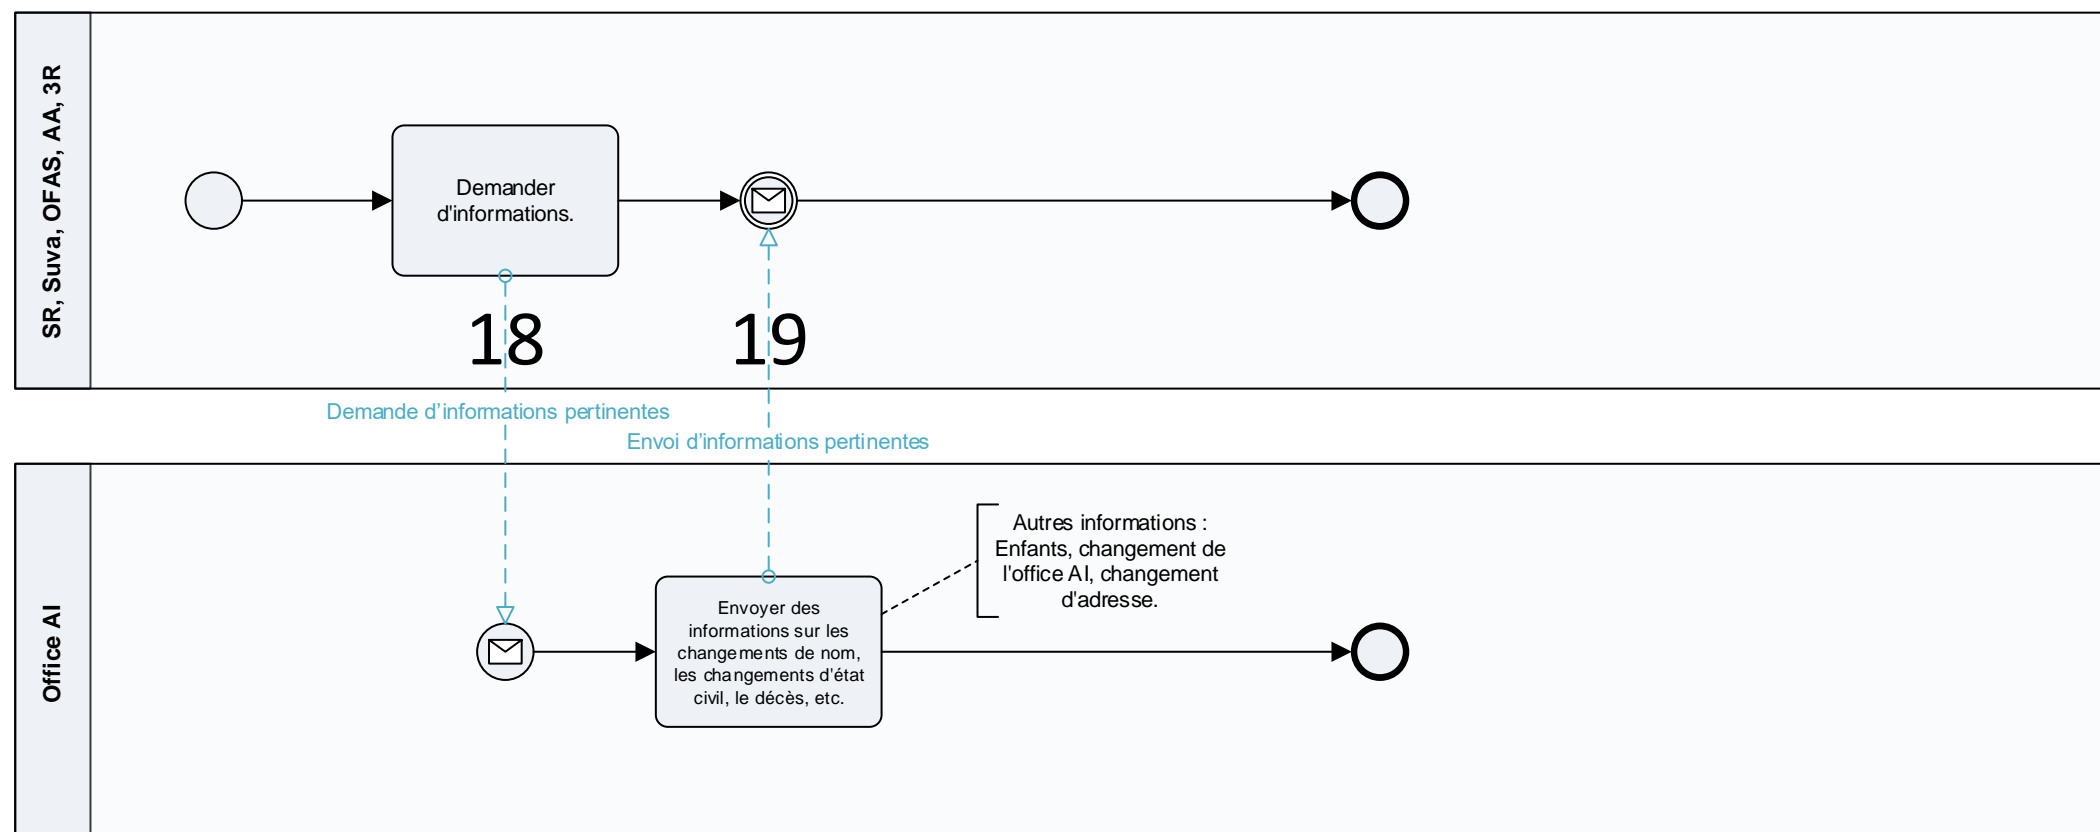 SR, Suva, OFAS, AA, 3R
Demander
d'informations.
18
19
Demande d’informations pertinentes
Envoi d’informations pertinentes
Office AI
Autres informations :
Enfants, changement de
l'office AI, changement
d'adresse.
Envoyer des
informations sur les
changements de nom,
les changements d'état
civil, le décès, etc.